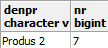 denpr nr
character v bigint
Produs 2 7